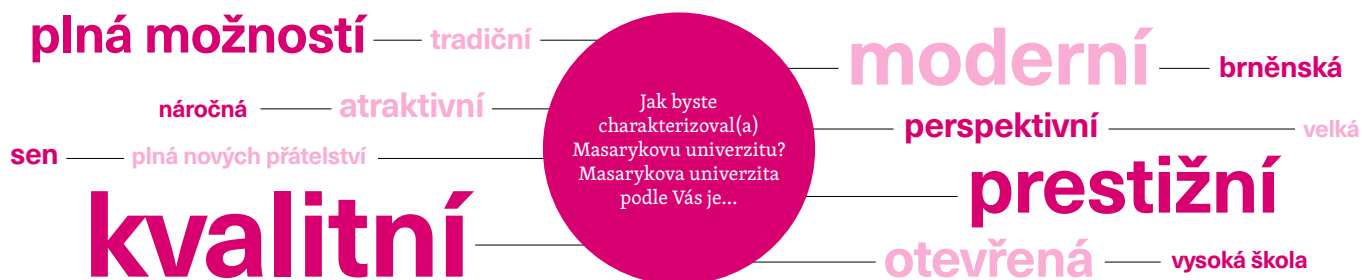 plná možností
tradiční
náročná
atraktivní
sen
plná nových přátelství
kvalitní
Jak byste
charakterizoval(a)
Masarykovu univerzitu?
Masarykova univerzita
podle Vás je...
moderní
brněnská
perspektivní
velká
prestižní
otevřená
vysoká škola